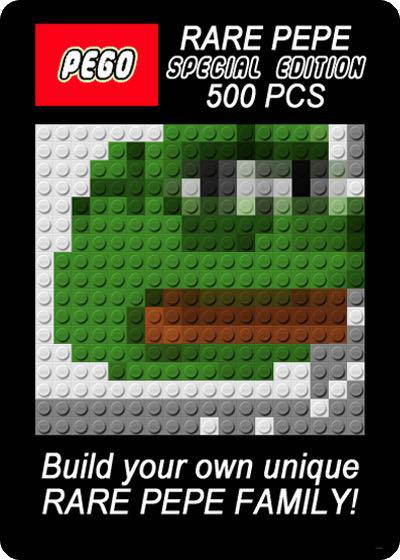 PEGO
RARE PEPE
SPECIAL EDITION
500 PCS
Build your own unique
RARE PEPE FAMILY!